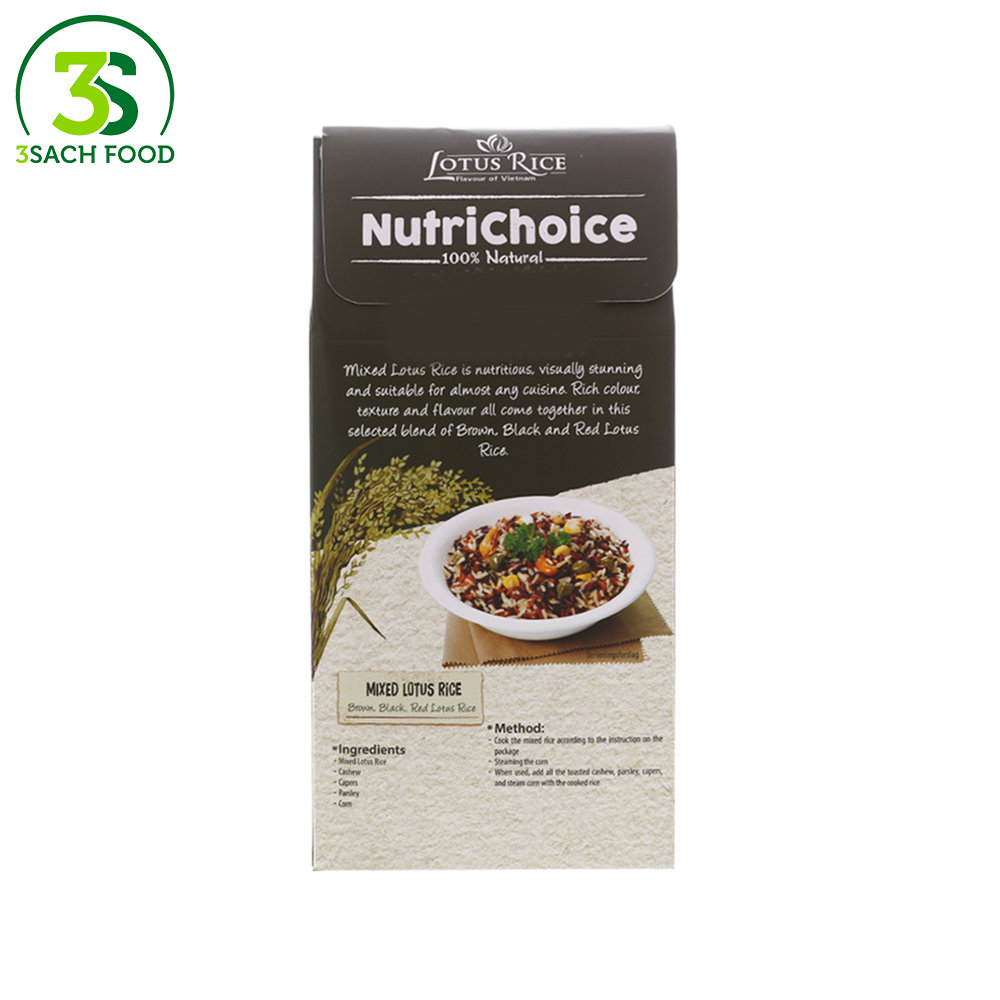 3S
3SACH FOOD
LOTUS RICE
Flavour of Vietnam
NutriChoice
100% Natural
Mixed Lotus Rice is nutritious, visually stunning
and suitable for almost any cuisine. Rich colour,
texture and flavour all come together in this
selected blend of Brown, Black and Red Lotus
Rice.
Serveringsforslag
MIXED LOTUS RICE
Brown, Black, Red Lotus Rice
*Ingredients
- Mixed Lotus Rice
- Cashew
- Capers
- Parsley
- Corn
*Method:
- Cook the mixed rice according to the instruction on the
package
- Steaming the corn
- When used, add all the toasted cashew, parsley, capers,
and steam corn with the cooked rice